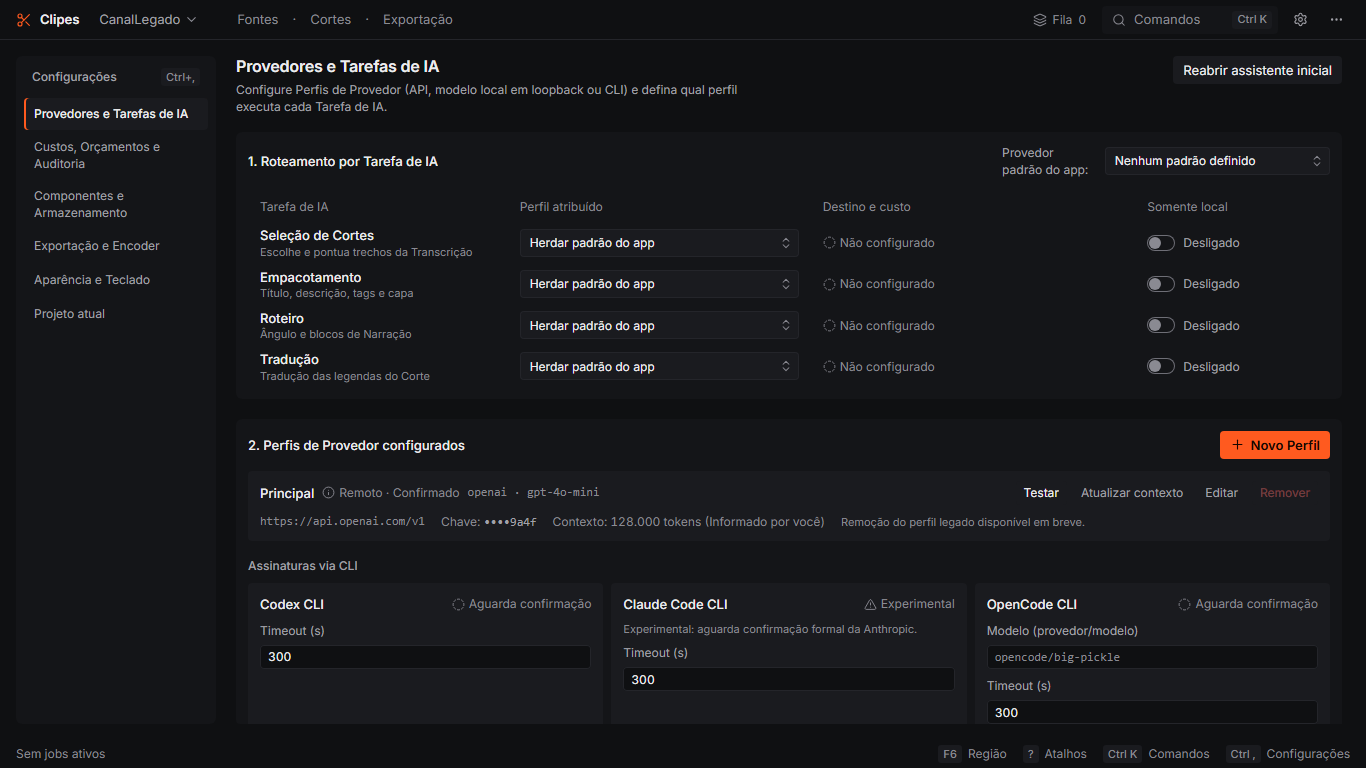 Clipes CanalLegado Fontes · Cortes · Exportação Fila 0 Comandos Ctrl K
Configurações Ctrl+,
Provedores e Tarefas de IA
Custos, Orçamentos e
Auditoria
Componentes e
Armazenamento
Exportação e Encoder
Aparência e Teclado
Projeto atual
Provedores e Tarefas de IA
Configure Perfis de Provedor (API, modelo local em loopback ou CLI) e defina qual perfil
executa cada Tarefa de IA.
Reabrir assistente inicial
1. Roteamento por Tarefa de IA
Provedor
padrão do app:
Nenhum padrão definido
Tarefa de IA Perfil atribuído Destino e custo Somente local
Seleção de Cortes
Escolhe e pontua trechos da Transcrição
Herdar padrão do app Não configurado Desligado
Empacotamento
Título, descrição, tags e capa
Herdar padrão do app Não configurado Desligado
Roteiro
Ângulo e blocos de Narração
Herdar padrão do app Não configurado Desligado
Tradução
Tradução das legendas do Corte
Herdar padrão do app Não configurado Desligado
2. Perfis de Provedor configurados
+ Novo Perfil
Principal Remoto · Confirmado openai · gpt-4o-mini Testar Atualizar contexto Editar Remover
https://api.openai.com/v1 Chave: ••••9a4f Contexto: 128.000 tokens (Informado por você) Remoção do perfil legado disponível em breve.
Assinaturas via CLI
Codex CLI Aguarda confirmação
Timeout (s)
300
Claude Code CLI Experimental
Experimental: aguarda confirmação formal da Anthropic.
Timeout (s)
300
OpenCode CLI Aguarda confirmação
Modelo (provedor/modelo)
opencode/big-pickle
Timeout (s)
300
Sem jobs ativos F6 Região ? Atalhos Ctrl K Comandos Ctrl , Configurações